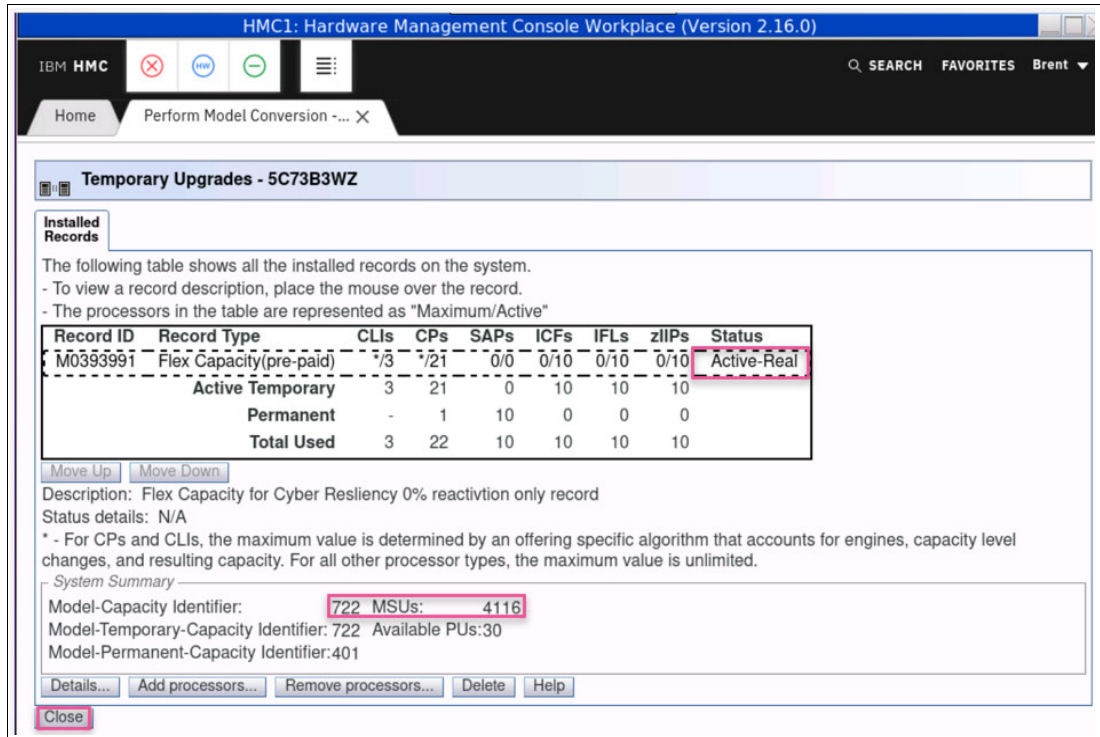 HMC1: Hardware Management Console Workplace (Version 2.16.0)
IBM HMC HW SEARCH FAVORITES Brent
Home Perform Model Conversion -...
Temporary Upgrades - 5C73B3WZ
Installed
Records
The following table shows all the installed records on the system.
- To view a record description, place the mouse over the record.
- The processors in the table are represented as "Maximum/Active"
Record ID Record Type CLIs CPs SAPs ICFs IFLs zIIPs Status
M0393991 Flex Capacity(pre-paid) */3 */21 0/0 0/10 0/10 0/10 Active-Real
Active Temporary 3 21 0 10 10 10
Permanent - 1 10 0 0 0
Total Used 3 22 10 10 10 10
Move Up Move Down
Description: Flex Capacity for Cyber Resliency 0% reactivtion only record
Status details: N/A
* - For CPs and CLIs, the maximum value is determined by an offering specific algorithm that accounts for engines, capacity level
changes, and resulting capacity. For all other processor types, the maximum value is unlimited.
System Summary
Model-Capacity Identifier: 722 MSUs: 4116
Model-Temporary-Capacity Identifier: 722 Available PUs:30
Model-Permanent-Capacity Identifier:401
Details... Add processors... Remove processors... Delete Help
Close